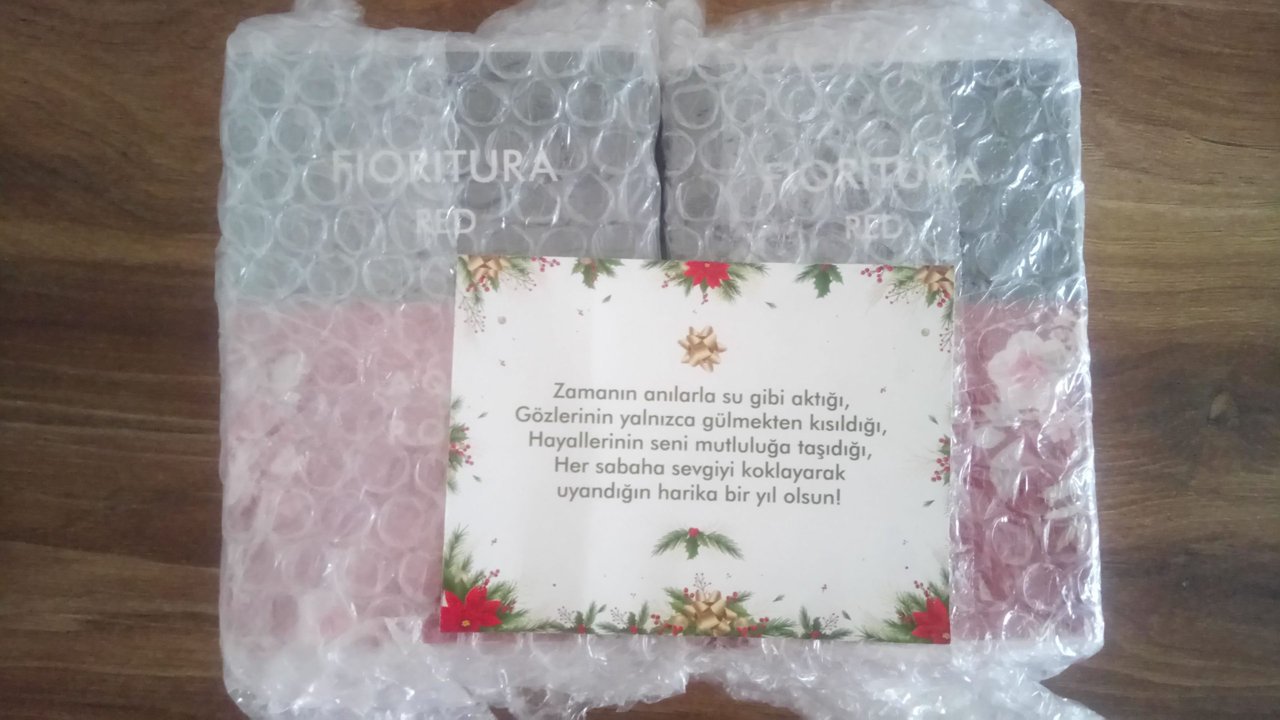 FIORITURA
RED
FIORITURA
RED
Zamanın anılarla su gibi aktığı,
Gözlerinin yalnızca gülmekten kısıldığı,
Hayallerinin seni mutluluğa taşıdığı,
Her sabaha sevgiyi koklayarak
uyandığın harika bir yıl olsun!